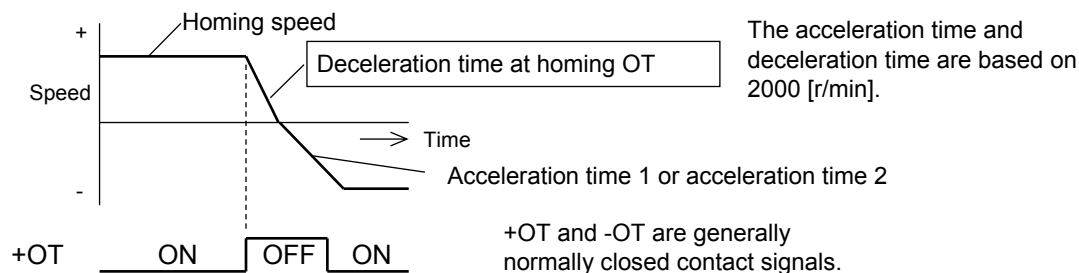 +
Homing speed
The acceleration time and
deceleration time are based on
2000 [r/min].
Deceleration time at homing OT
Speed
Time
Acceleration time 1 or acceleration time 2
-
+OT ON OFF ON
+OT and -OT are generally
normally closed contact signals.